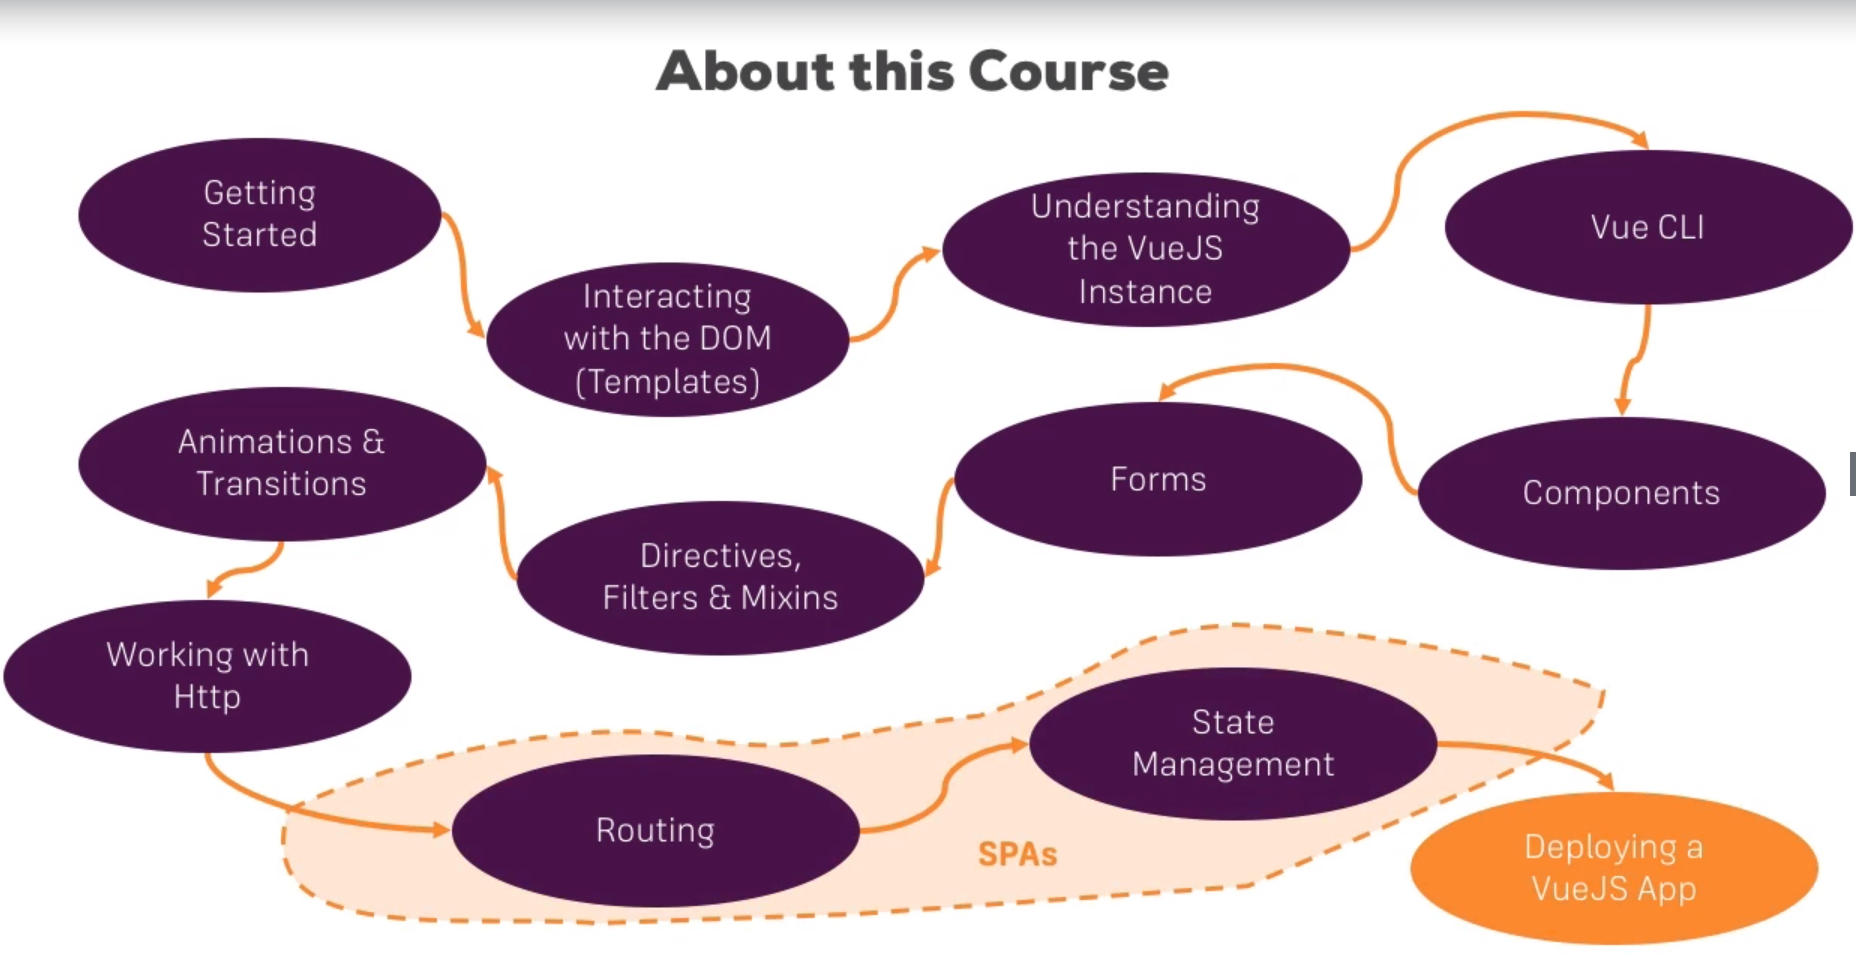 About this Course
Getting
Started
Interacting
with the DOM
(Templates)
Understanding
the VueJS
Instance
Vue CLI
Components
Forms
Directives,
Filters & Mixins
Animations &
Transitions
Working with
Http
Routing
State
Management
SPAs
Deploying a
VueJS App